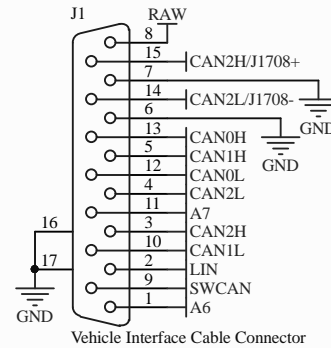 J1
RAW
8
15 CAN2H/J1708+
7
14 CAN2L/J1708-
GND
6
13 CAN0H
GND
5 CAN1H
12 CAN0L
4 CAN2L
11 A7
16
3 CAN2H
10 CAN1L
17
2 LIN
9 SWCAN
GND
1 A6
Vehicle Interface Cable Connector